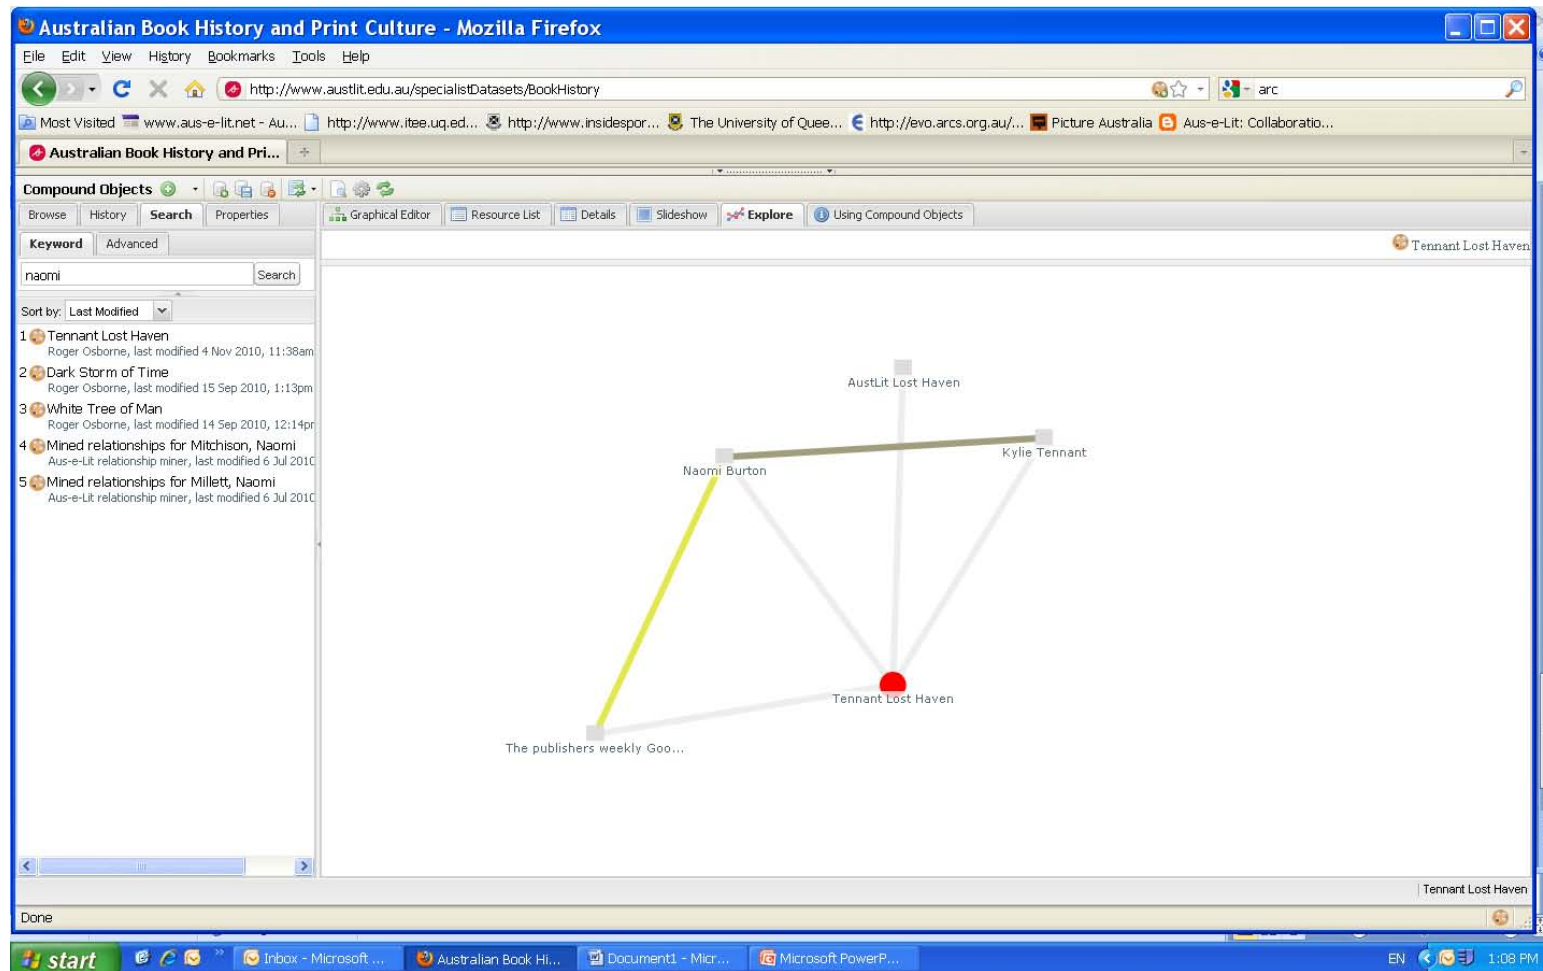 Australian Book History and Print Culture - Mozilla Firefox
File Edit View History Bookmarks Tools Help
http://www.austlit.edu.au/specialistDatasets/BookHistory
arc
Most Visited www.aus-e-lit.net - Au... http://www.itee.uq.ed... http://www.insidespor... The University of Quee... http://evo.arcs.org.au/... Picture Australia Aus-e-Lit: Collaboratio...
Australian Book History and Pri...
Compound Objects
Browse History Search Properties
Graphical Editor Resource List Details Slideshow Explore Using Compound Objects
Keyword Advanced
Tennant Lost Haven
naomi Search
Sort by: Last Modified
1 Tennant Lost Haven
Roger Osborne, last modified 4 Nov 2010, 11:38am
2 Dark Storm of Time
Roger Osborne, last modified 15 Sep 2010, 1:13pm
3 White Tree of Man
Roger Osborne, last modified 14 Sep 2010, 12:14pr
4 Mined relationships for Mitchison, Naomi
Aus-e-Lit relationship miner, last modified 6 Jul 2010
5 Mined relationships for Millett, Naomi
Aus-e-Lit relationship miner, last modified 6 Jul 2010
AustLit Lost Haven
Kylie Tennant
Naomi Burton
Tennant Lost Haven
The publishers weekly Goo...
Tennant Lost Haven
Done
start Inbox - Microsoft ... Australian Book Hi... Document1 - Micr... Microsoft PowerP... EN 1:08 PM